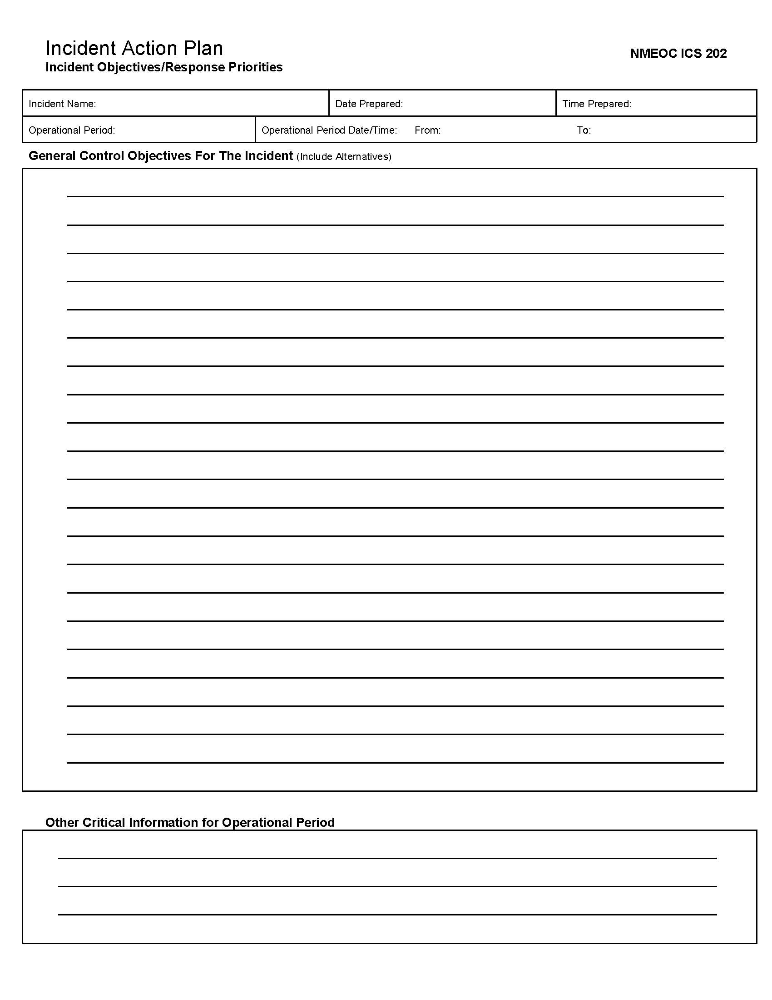 Incident Action Plan
NMEOC ICS 202
Incident Objectives/Response Priorities
Incident Name: Date Prepared: Time Prepared:
Operational Period: Operational Period Date/Time: From: To:
General Control Objectives For The Incident (Include Alternatives)
Other Critical Information for Operational Period